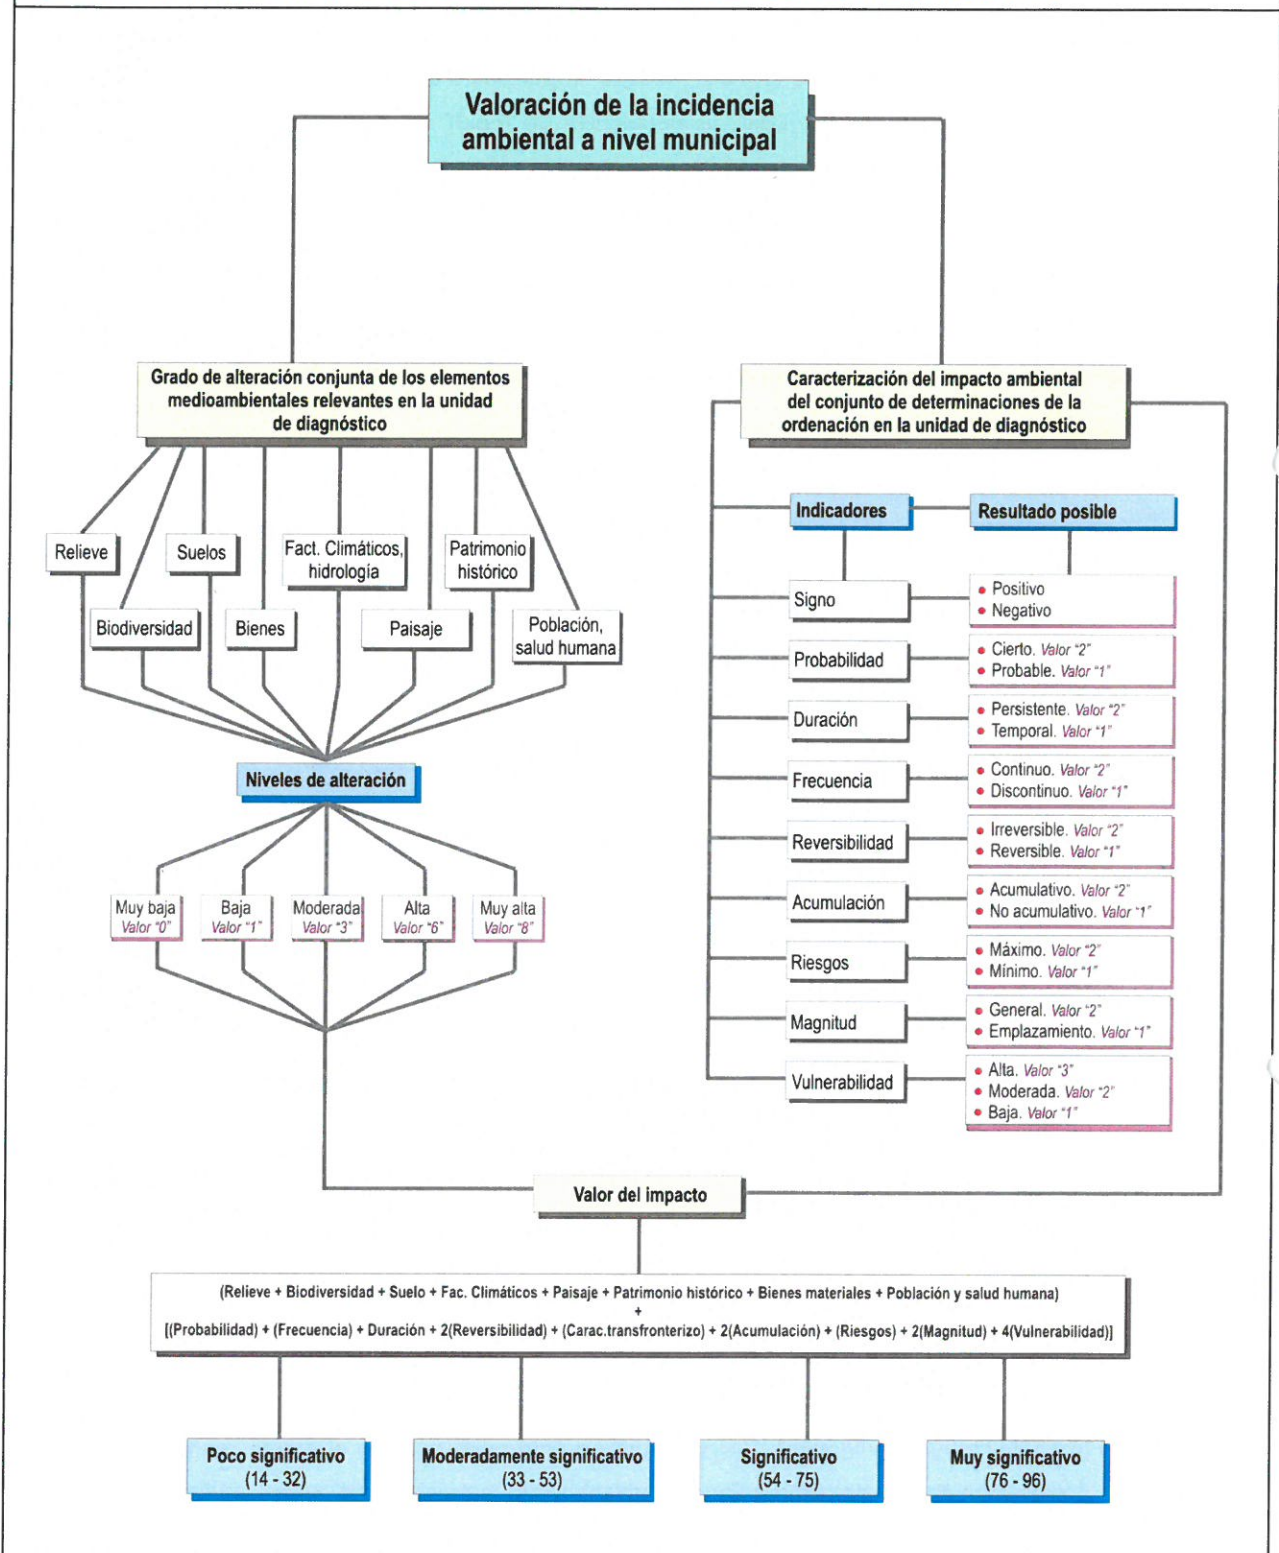 Valoración de la incidencia
ambiental a nivel municipal
Grado de alteración conjunta de los elementos
medioambientales relevantes en la unidad
de diagnóstico
Relieve
Suelos
Fact. Climáticos,
hidrología
Patrimonio
histórico
Biodiversidad
Bienes
Paisaje
Población,
salud humana
Niveles de alteración
Muy baja
Valor "0"
Baja
Valor "1"
Moderada
Valor "3"
Alta
Valor "6"
Muy alta
Valor "8"
Caracterización del impacto ambiental
del conjunto de determinaciones de la
ordenación en la unidad de diagnóstico
Indicadores
Resultado posible
Signo
• Positivo
• Negativo
Probabilidad
• Cierto. Valor "2"
• Probable. Valor "1"
Duración
• Persistente. Valor "2"
• Temporal. Valor "1"
Frecuencia
• Continuo. Valor "2"
• Discontinuo. Valor "1"
Reversibilidad
• Irreversible. Valor "2"
• Reversible. Valor "1"
Acumulación
• Acumulativo. Valor "2"
• No acumulativo. Valor "1"
Riesgos
• Máximo. Valor "2"
• Mínimo. Valor "1"
Magnitud
• General. Valor "2"
• Emplazamiento. Valor "1"
Vulnerabilidad
• Alta. Valor "3"
• Moderada. Valor "2"
• Baja. Valor "1"
Valor del impacto
(Relieve + Biodiversidad + Suelo + Fac. Climáticos + Paisaje + Patrimonio histórico + Bienes materiales + Población y salud humana)
+
[(Probabilidad) + (Frecuencia) + Duración + 2(Reversibilidad) + (Carac.transfronterizo) + 2(Acumulación) + (Riesgos) + 2(Magnitud) + 4(Vulnerabilidad)]
Poco significativo
(14 - 32)
Moderadamente significativo
(33 - 53)
Significativo
(54 - 75)
Muy significativo
(76 - 96)